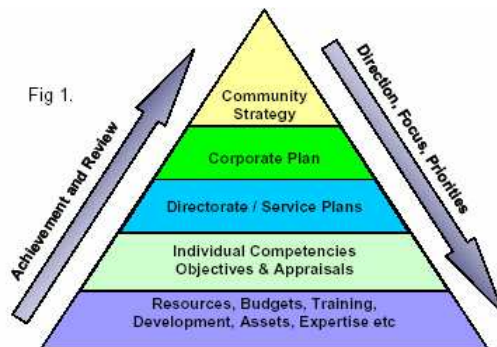 Fig 1.
Achievement and Review
Direction, Focus, Priorities
Community
Strategy
Corporate Plan
Directorate / Service Plans
Individual Competencies
Objectives & Appraisals
Resources, Budgets, Training,
Development, Assets, Expertise etc